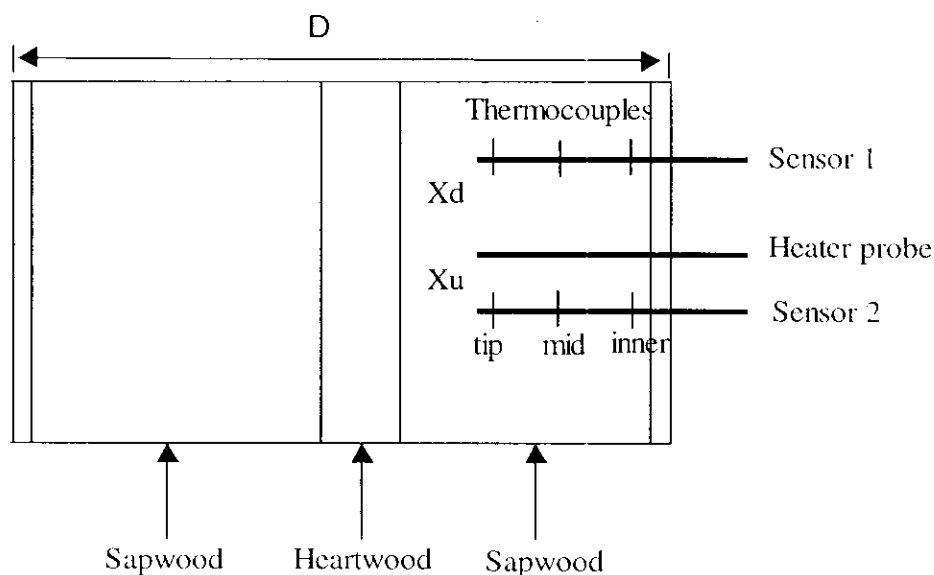 D
Thermocouples
Sensor 1
Xd
Heater probe
Xu
Sensor 2
tip mid inner
Sapwood Heartwood Sapwood